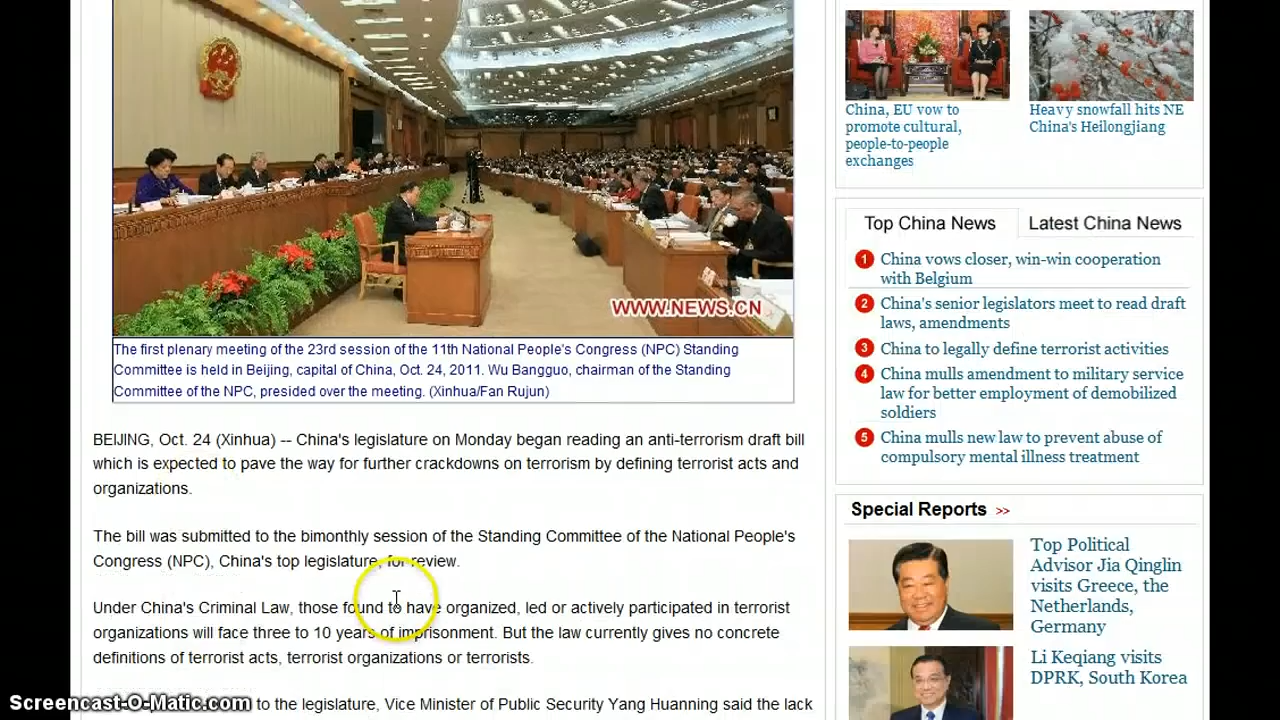 WWW.NEWS.CN
The first plenary meeting of the 23rd session of the 11th National People's Congress (NPC) Standing
Committee is held in Beijing, capital of China, Oct. 24, 2011. Wu Bangguo, chairman of the Standing
Committee of the NPC, presided over the meeting. (Xinhua/Fan Rujun)
BEIJING, Oct. 24 (Xinhua) -- China's legislature on Monday began reading an anti-terrorism draft bill
which is expected to pave the way for further crackdowns on terrorism by defining terrorist acts and
organizations.
The bill was submitted to the bimonthly session of the Standing Committee of the National People's
Congress (NPC), China's top legislature, for review.
Under China's Criminal Law, those found to have organized, led or actively participated in terrorist
organizations will face three to 10 years of imprisonment. But the law currently gives no concrete
definitions of terrorist acts, terrorist organizations or terrorists.
to the legislature, Vice Minister of Public Security Yang Huanning said the lack
China, EU vow to
promote cultural,
people-to-people
exchanges
Heavy snowfall hits NE
China's Heilongjiang
Top China News
Latest China News
1 China vows closer, win-win cooperation
with Belgium
2 China's senior legislators meet to read draft
laws, amendments
3 China to legally define terrorist activities
4 China mulls amendment to military service
law for better employment of demobilized
soldiers
5 China mulls new law to prevent abuse of
compulsory mental illness treatment
Special Reports >>
Top Political
Advisor Jia Qinglin
visits Greece, the
Netherlands,
Germany
Li Keqiang visits
DPRK, South Korea
Screencast-O-Matic.com